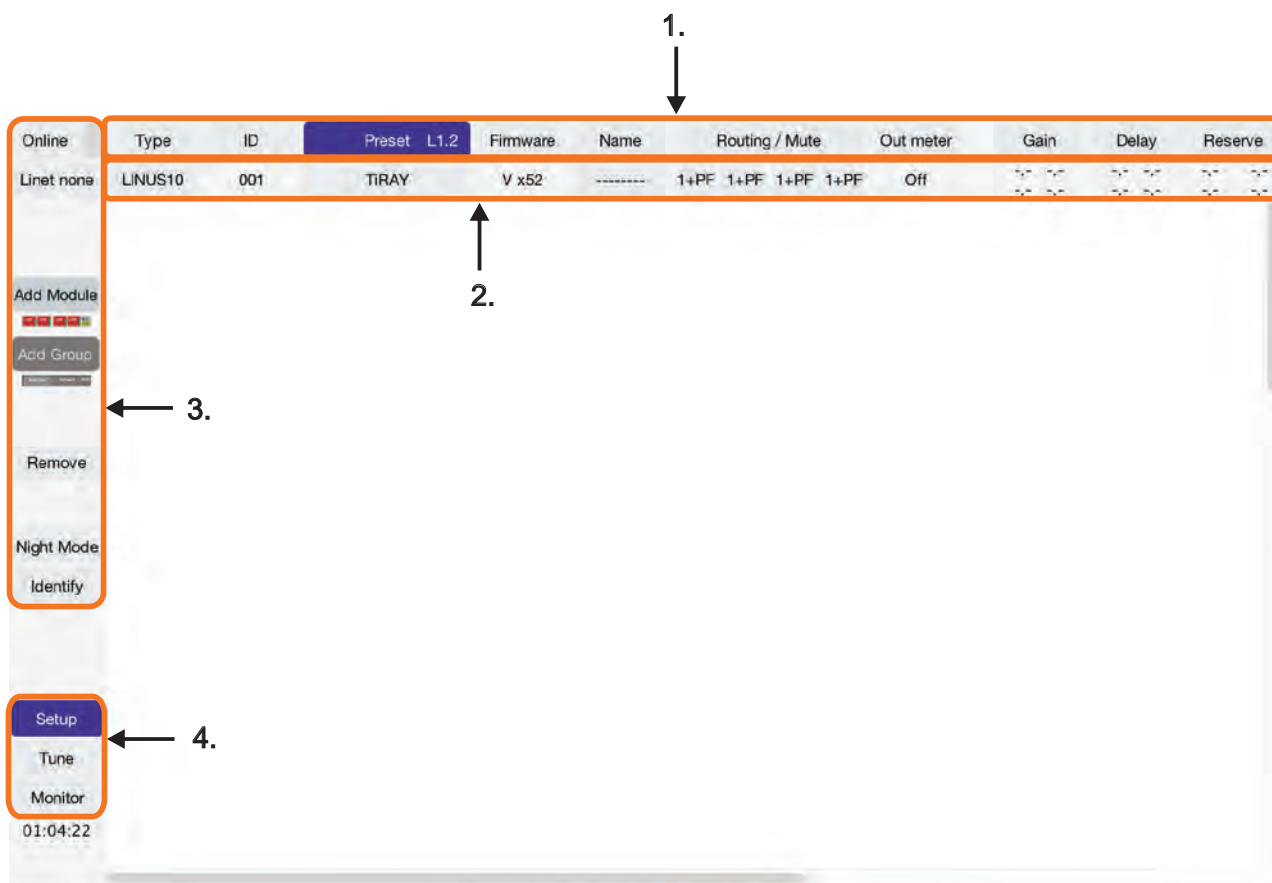 1.
Online Type ID Preset L1.2 Firmware Name Routing / Mute Out meter Gain Delay Reserve
Linet none LINUS10 001 TiRAY V x52 -------- 1+PF 1+PF 1+PF 1+PF Off -.- -.- -.- -.- -.- -.-
-.- -.- -.- -.- -.- -.-
2.
Add Module
Add Group
3.
Remove
Night Mode
Identify
Setup
4.
Tune
Monitor
01:04:22